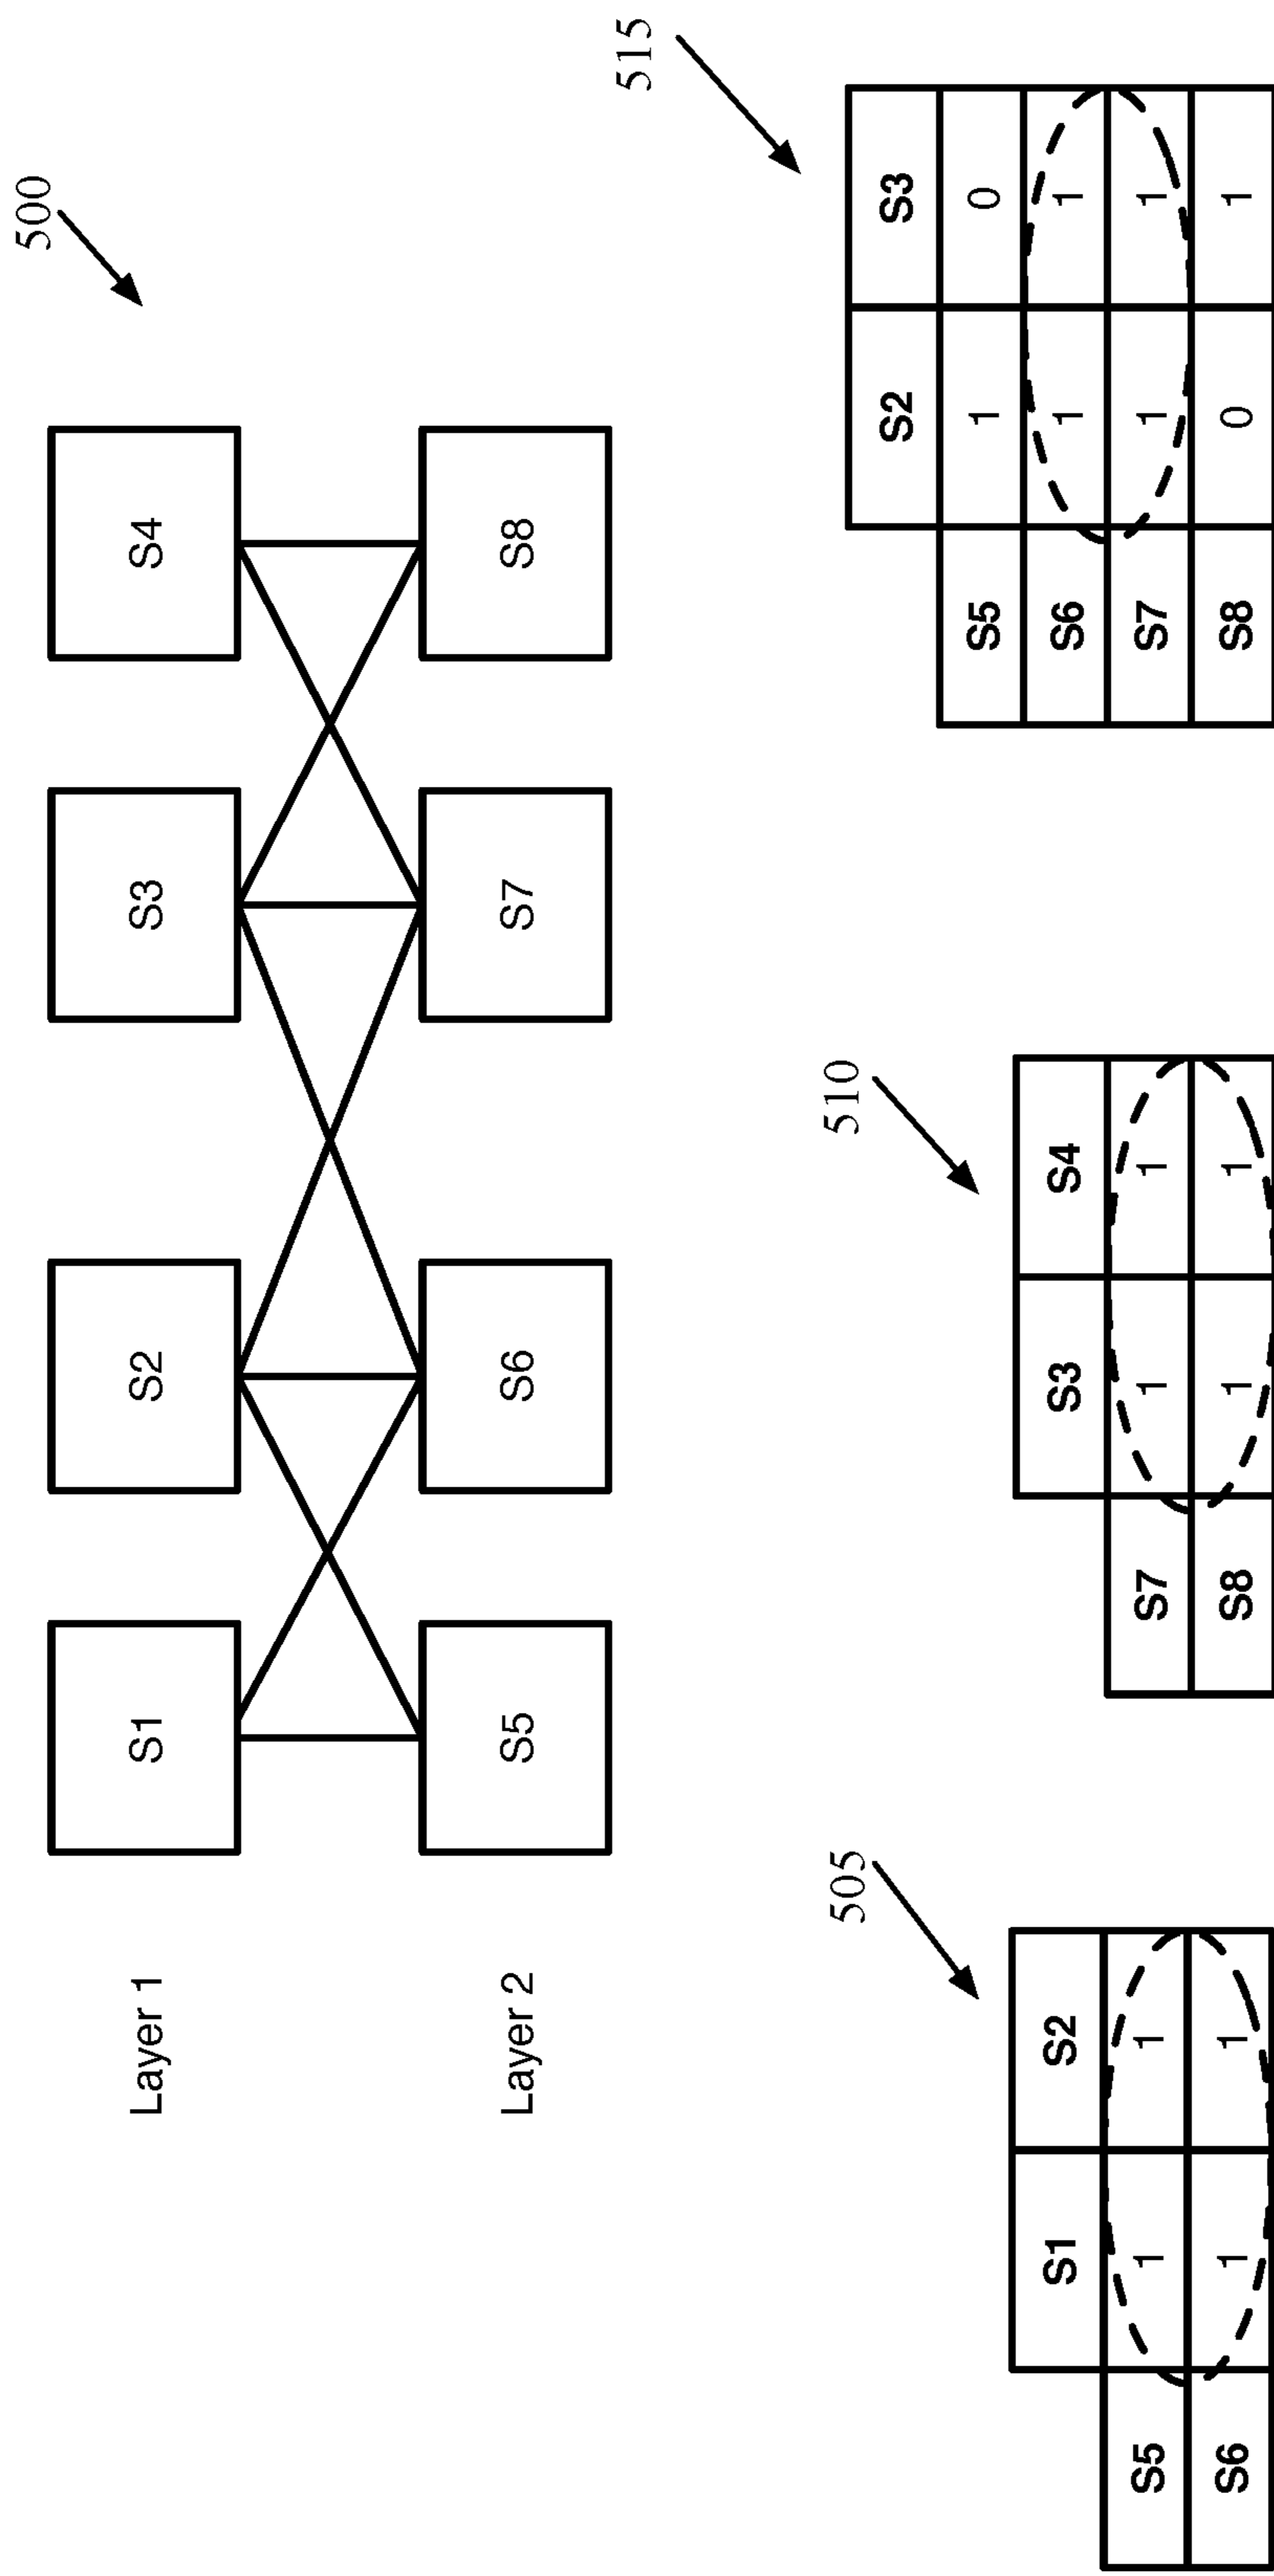 500
Layer 1
S1
S2
S3
S4
Layer 2
S5
S6
S7
S8
505
S1 S2
S5 1 1
S6 1 1
510
S3 S4
S7 1 1
S8 1 1
515
S2 S3
S5 1 0
S6 1 1
S7 1 1
S8 0 1